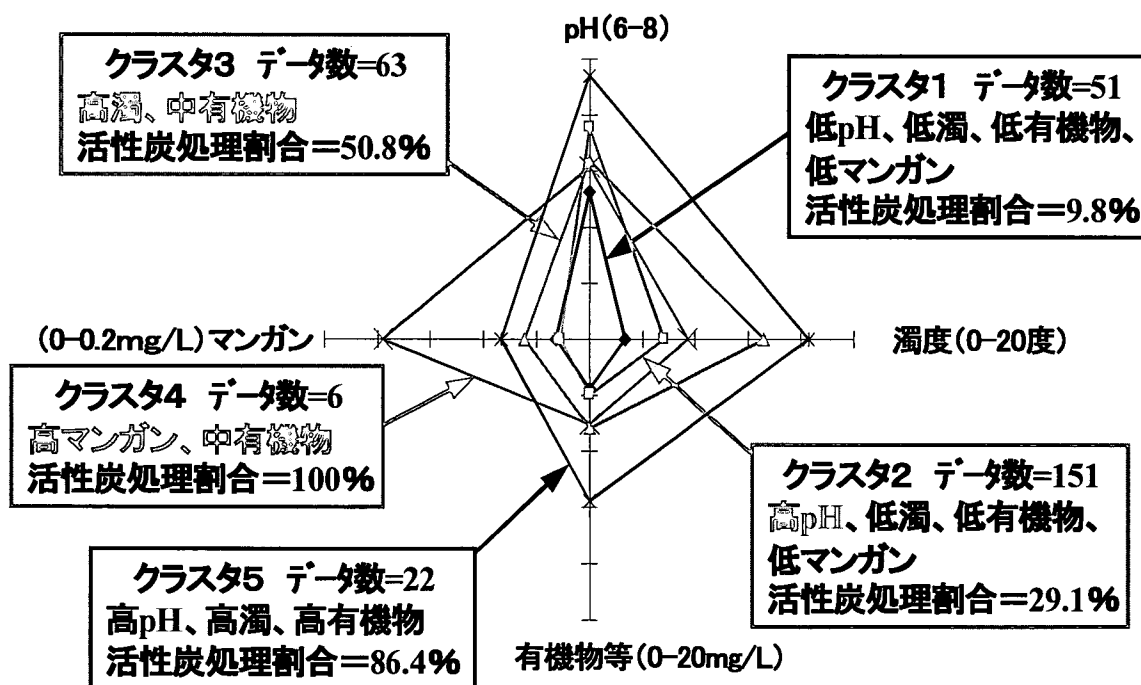 pH(6-8)
クラスタ3 データ数=63
高濁、中有機物
活性炭処理割合=50.8%
クラスタ1 データ数=51
低pH、低濁、低有機物、
低マンガン
活性炭処理割合=9.8%
(0-0.2mg/L)マンガン
濁度(0-20度)
クラスタ4 データ数=6
高マンガン、中有機物
活性炭処理割合=100%
クラスタ2 データ数=151
高pH、低濁、低有機物、
低マンガン
活性炭処理割合=29.1%
クラスタ5 データ数=22
高pH、高濁、高有機物
活性炭処理割合=86.4%
有機物等(0-20mg/L)